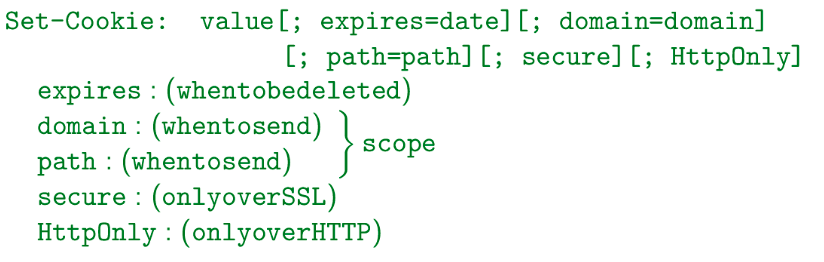 Set-Cookie: value[; expires=date][; domain=domain]
[; path=path][; secure][; HttpOnly]
expires : (whentobedeleted)
domain : (whentosend)
path : (whentosend)
scope
secure : (onlyoverSSL)
HttpOnly : (onlyoverHTTP)